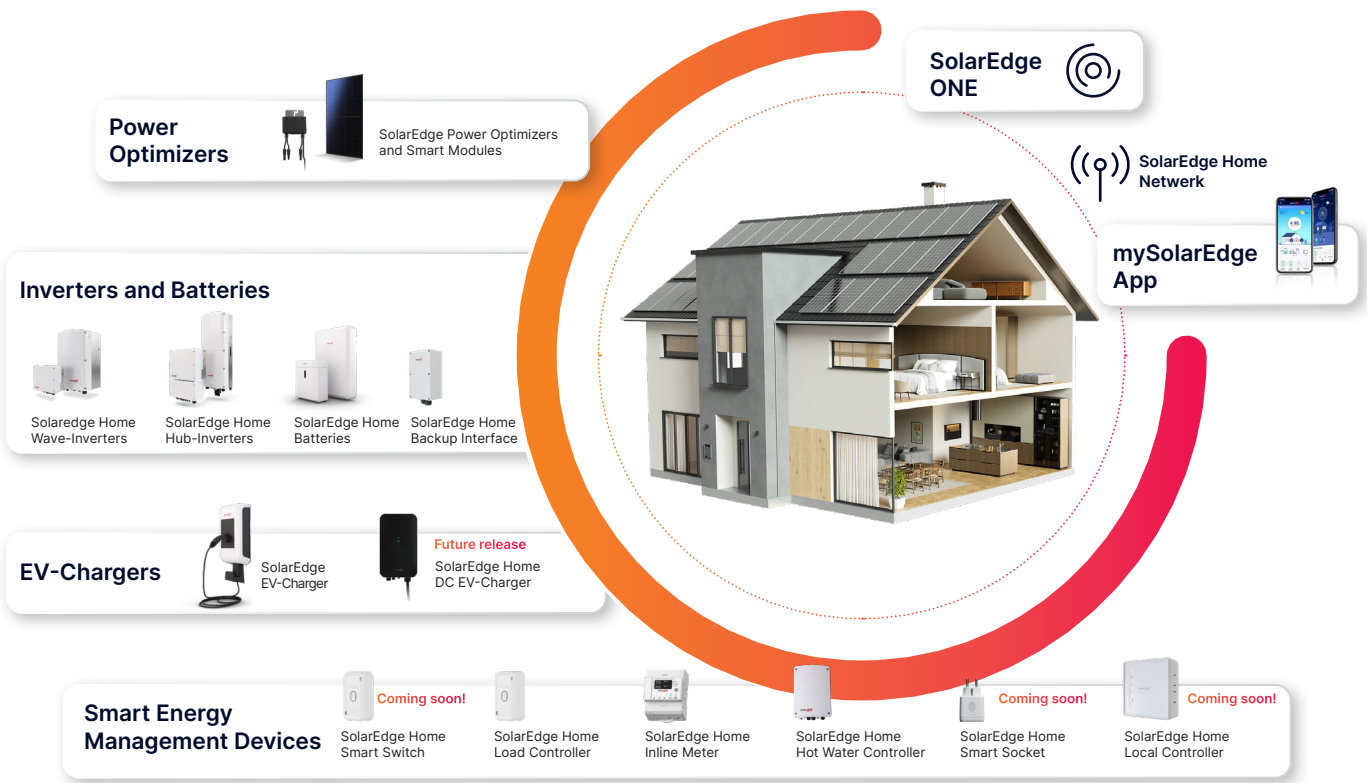 SolarEdge
ONE
Power
Optimizers
SolarEdge Power Optimizers
and Smart Modules
SolarEdge Home
Netwerk
mySolarEdge
App
Inverters and Batteries
Solaredge Home
Wave-Inverters
SolarEdge Home
Hub-Inverters
SolarEdge Home
Batteries
SolarEdge Home
Backup Interface
EV-Chargers
SolarEdge
EV-Charger
Future release
SolarEdge Home
DC EV-Charger
Smart Energy
Management Devices
Coming soon!
SolarEdge Home
Smart Switch
SolarEdge Home
Load Controller
SolarEdge Home
Inline Meter
SolarEdge Home
Hot Water Controller
Coming soon!
SolarEdge Home
Smart Socket
Coming soon!
SolarEdge Home
Local Controller